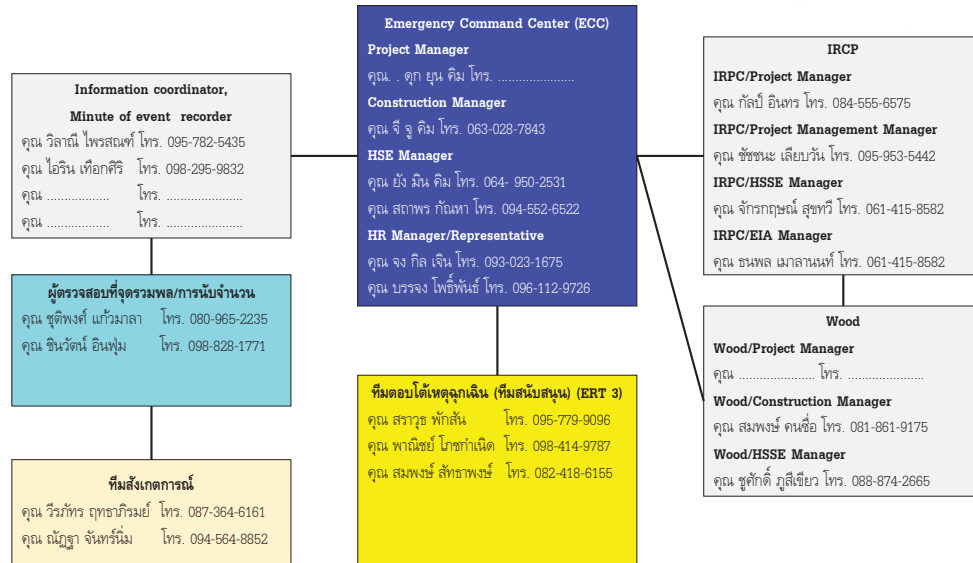 Emergency Command Center (ECC)
Project Manager
คุณ. . ดุก ยุน คิม โทร. ......................
Construction Manager
คุณ จี จู คิม โทร. 063-028-7843
HSE Manager
คุณ ยัง มิน คิม โทร. 064- 950-2531
คุณ สถาพร กัณหา โทร. 094-552-6522
HR Manager/Representative
คุณ จง กิล เจิน โทร. 093-023-1675
คุณ บรรจง โพธิ์พันธ์ โทร. 096-112-9726
Information coordinator,
Minute of event recorder
คุณ วิลาณี ไพรสณฑ์ โทร. 095-782-5435
คุณ ไอริน เทือกศิริ โทร. 098-295-9832
คุณ .................. โทร. ......................
คุณ .................. โทร. ......................
ผู้ตรวจสอบที่จุดรวมพล/การนับจำนวน
คุณ ชุติพงศ์ แก้วมาลา โทร. 080-965-2235
คุณ ชินวัตน์ อินฟุ่ม โทร. 098-828-1771
ทีมสังเกตการณ์
คุณ วีรภัทร ฤทธาภิรมย์ โทร. 087-364-6161
คุณ ณัฏฐา จันทร์นิ่ม โทร. 094-564-8852
ทีมตอบโต้เหตุฉุกเฉิน (ทีมสนับสนุน) (ERT 3)
คุณ สราวุธ พักสัน โทร. 095-779-9096
คุณ พาณิชย์ โภชกำเนิด โทร. 098-414-9787
คุณ สมพงษ์ สัทธาพงษ์ โทร. 082-418-6155
IRCP
IRPC/Project Manager
คุณ กัลป์ อินทร โทร. 084-555-6575
IRPC/Project Management Manager
คุณ ชัชชนะ เลียบวัน โทร. 095-953-5442
IRPC/HSSE Manager
คุณ จักรกฤษณ์ สุขทวี โทร. 061-415-8582
IRPC/EIA Manager
คุณ ธนพล เมาลานนท์ โทร. 061-415-8582
Wood
Wood/Project Manager
คุณ ...................... โทร. ......................
Wood/Construction Manager
คุณ สมพงษ์ คนซื่อ โทร. 081-861-9175
Wood/HSSE Manager
คุณ ชูศักดิ์ ภูสีเขียว โทร. 088-874-2665